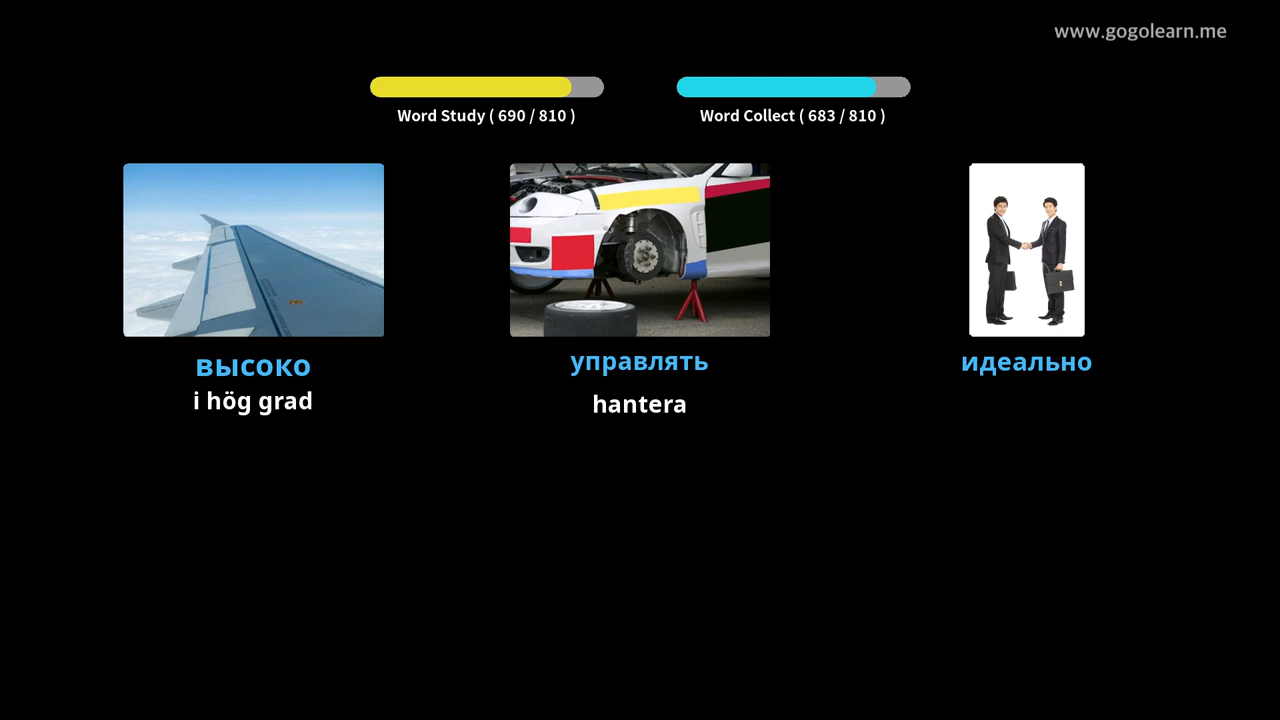 www.gogolearn.me
Word Study ( 690 / 810 )
Word Collect ( 683 / 810 )
высоко
i hög grad
управлять
hantera
идеально